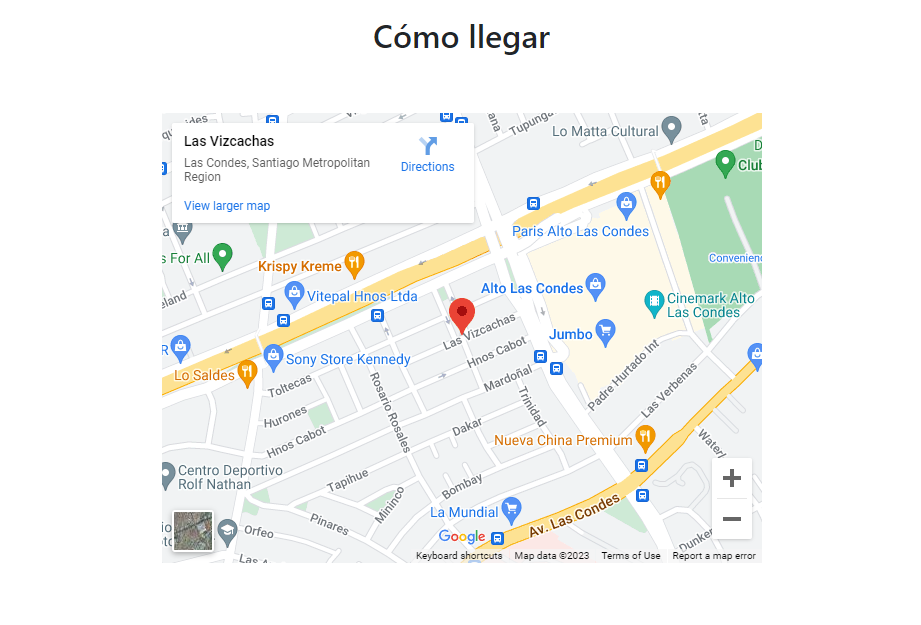 Cómo llegar
Las Vizcachas
Las Condes, Santiago Metropolitan
Region
Directions
View larger map
Tupunga
Lo Matta Cultural
Club
Paris Alto Las Condes
s For All
Krispy Kreme
Convenienc
Vitepal Hnos Ltda
Alto Las Condes
Cinemark Alto
Las Condes
eland
Las Vizcachas
Jumbo
Hnos Cabot
Sony Store Kennedy
Lo Saldes
Toltecas
Mardoñal
Padre Hurtado Int
Las Verbenas
Rosario Rosales
Trinidad
Hurones
Hnos Cabot
Dakar
Nueva China Premium
Waterl
Centro Deportivo
Rolf Nathan
Tapihue
Bombay
Mininco
La Mundial
Av. Las Condes
Orfeo
Pinares
Dunker
Google
Las A
Keyboard shortcuts
Map data ©2023
Terms of Use
Report a map error